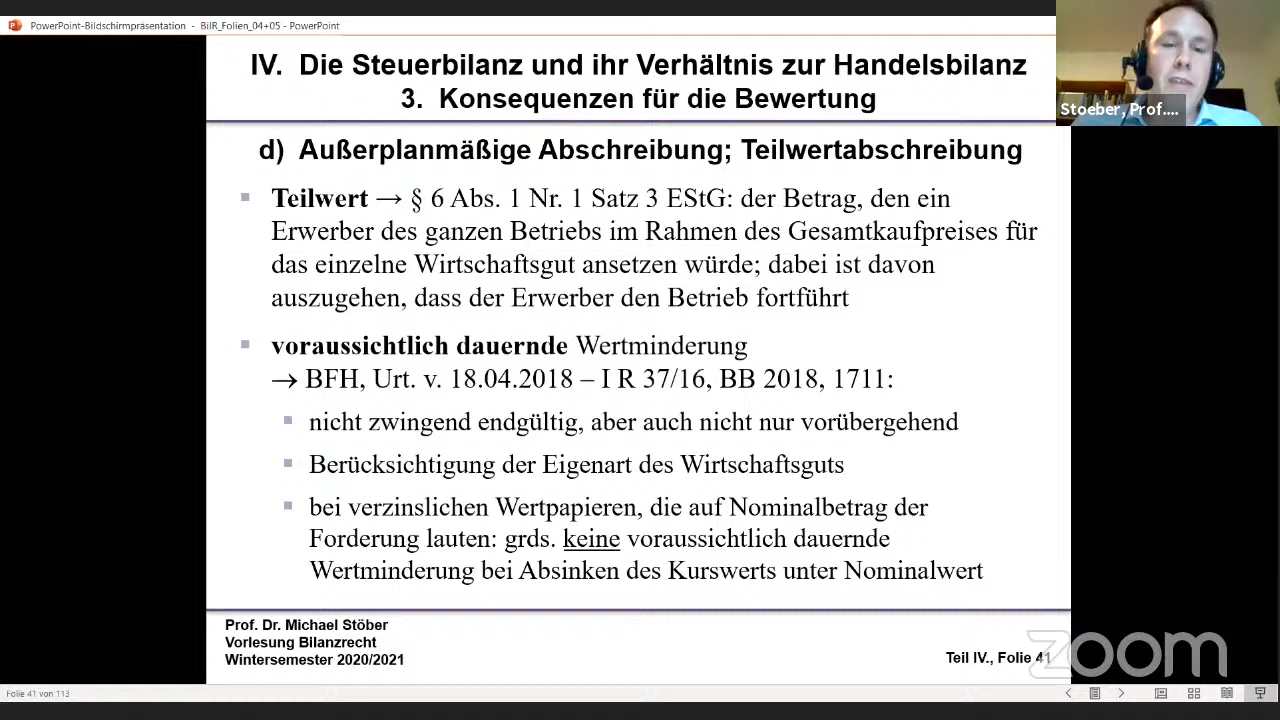 PowerPoint-Bildschirmpräsentation - BilR_Folien_04+05 - PowerPoint
Stoeber, Prof....
IV. Die Steuerbilanz und ihr Verhältnis zur Handelsbilanz
3. Konsequenzen für die Bewertung
d) Außerplanmäßige Abschreibung; Teilwertabschreibung
Teilwert → § 6 Abs. 1 Nr. 1 Satz 3 EStG: der Betrag, den ein
Erwerber des ganzen Betriebs im Rahmen des Gesamtkaufpreises für
das einzelne Wirtschaftsgut ansetzen würde; dabei ist davon
auszugehen, dass der Erwerber den Betrieb fortführt
voraussichtlich dauernde Wertminderung
→ BFH, Urt. v. 18.04.2018 – I R 37/16, BB 2018, 1711:
nicht zwingend endgültig, aber auch nicht nur vorübergehend
Berücksichtigung der Eigenart des Wirtschaftsguts
bei verzinslichen Wertpapieren, die auf Nominalbetrag der
Forderung lauten: grds. keine voraussichtlich dauernde
Wertminderung bei Absinken des Kurswerts unter Nominalwert
Prof. Dr. Michael Stöber
Vorlesung Bilanzrecht
Wintersemester 2020/2021
Teil IV., Folie 41
zoom
Folie 41 von 113